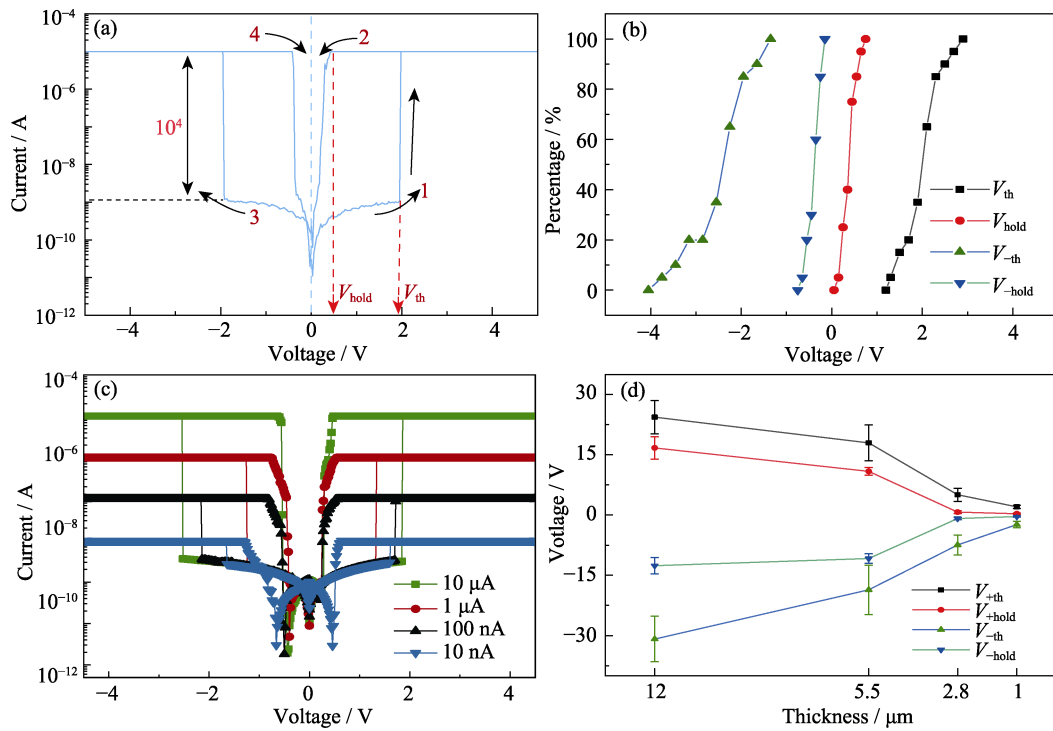 (a)
4
2
10⁴
3
1
V_hold
V_th
10⁻⁴
10⁻⁶
10⁻⁸
10⁻¹⁰
10⁻¹²
Current / A
−4 −2 0 2 4
Voltage / V
(b)
100
80
60
40
20
0
Percentage / %
V_th
V_hold
V_−th
V_−hold
−4 −2 0 2 4
Voltage / V
(c)
10⁻⁴
10⁻⁶
10⁻⁸
10⁻¹⁰
10⁻¹²
Current / A
10 μA
1 μA
100 nA
10 nA
−4 −2 0 2 4
Voltage / V
(d)
30
15
0
−15
−30
Votlage / V
V_+th
V_+hold
V_−th
V_−hold
12 5.5 2.8 1
Thickness / μm